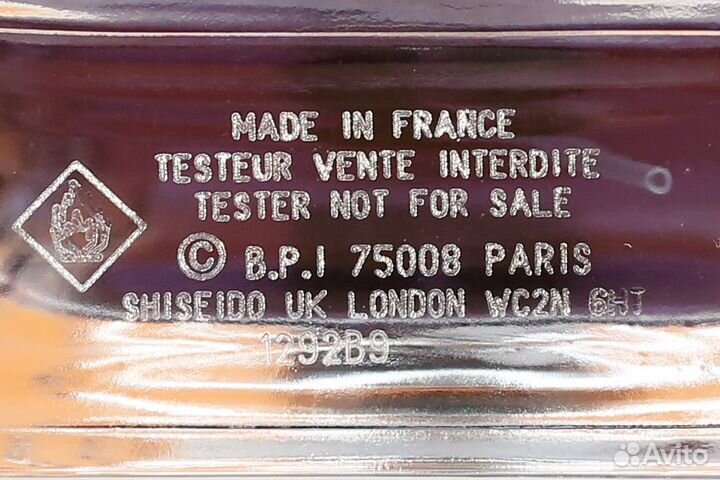 MADE IN FRANCE
TESTEUR VENTE INTERDITE
TESTER NOT FOR SALE
© B.P.I 75008 PARIS
SHISEIDO UK LONDON WC2N 6HT
1292B9
Avito